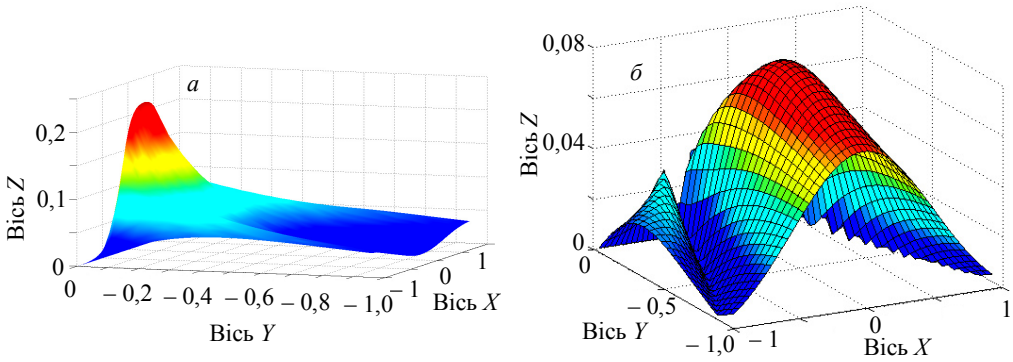 а
0,2
0,1
0
Вісь Z
0
– 0,2
– 0,4
– 0,6
– 0,8
– 1,0
Вісь Y
– 1
0
1
Вісь X
б
0,08
0,04
0
Вісь Z
0
– 0,5
– 1,0
Вісь Y
– 1
0
1
Вісь X